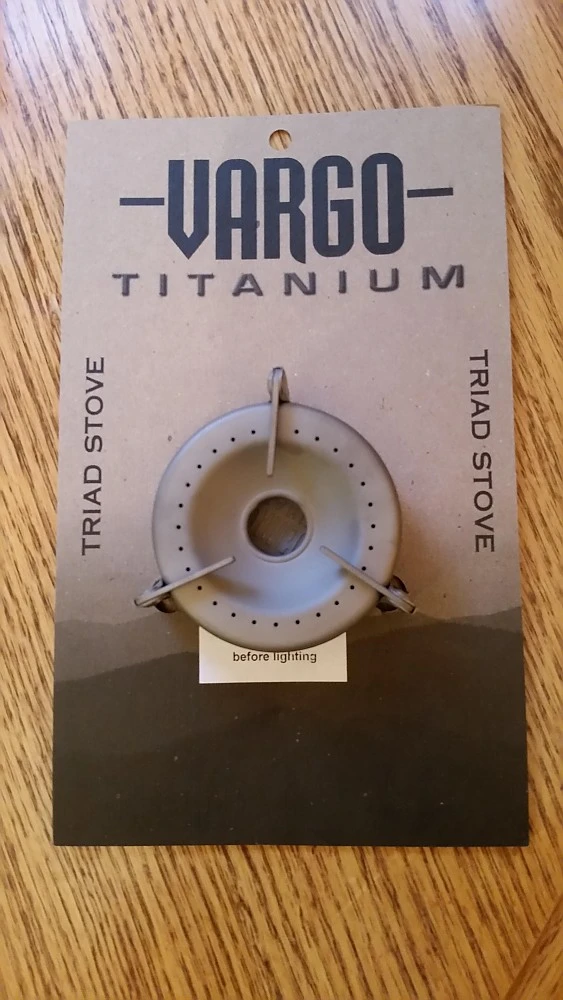 VARGO
TITANIUM
TRIAD STOVE
TRIAD STOVE
before lighting